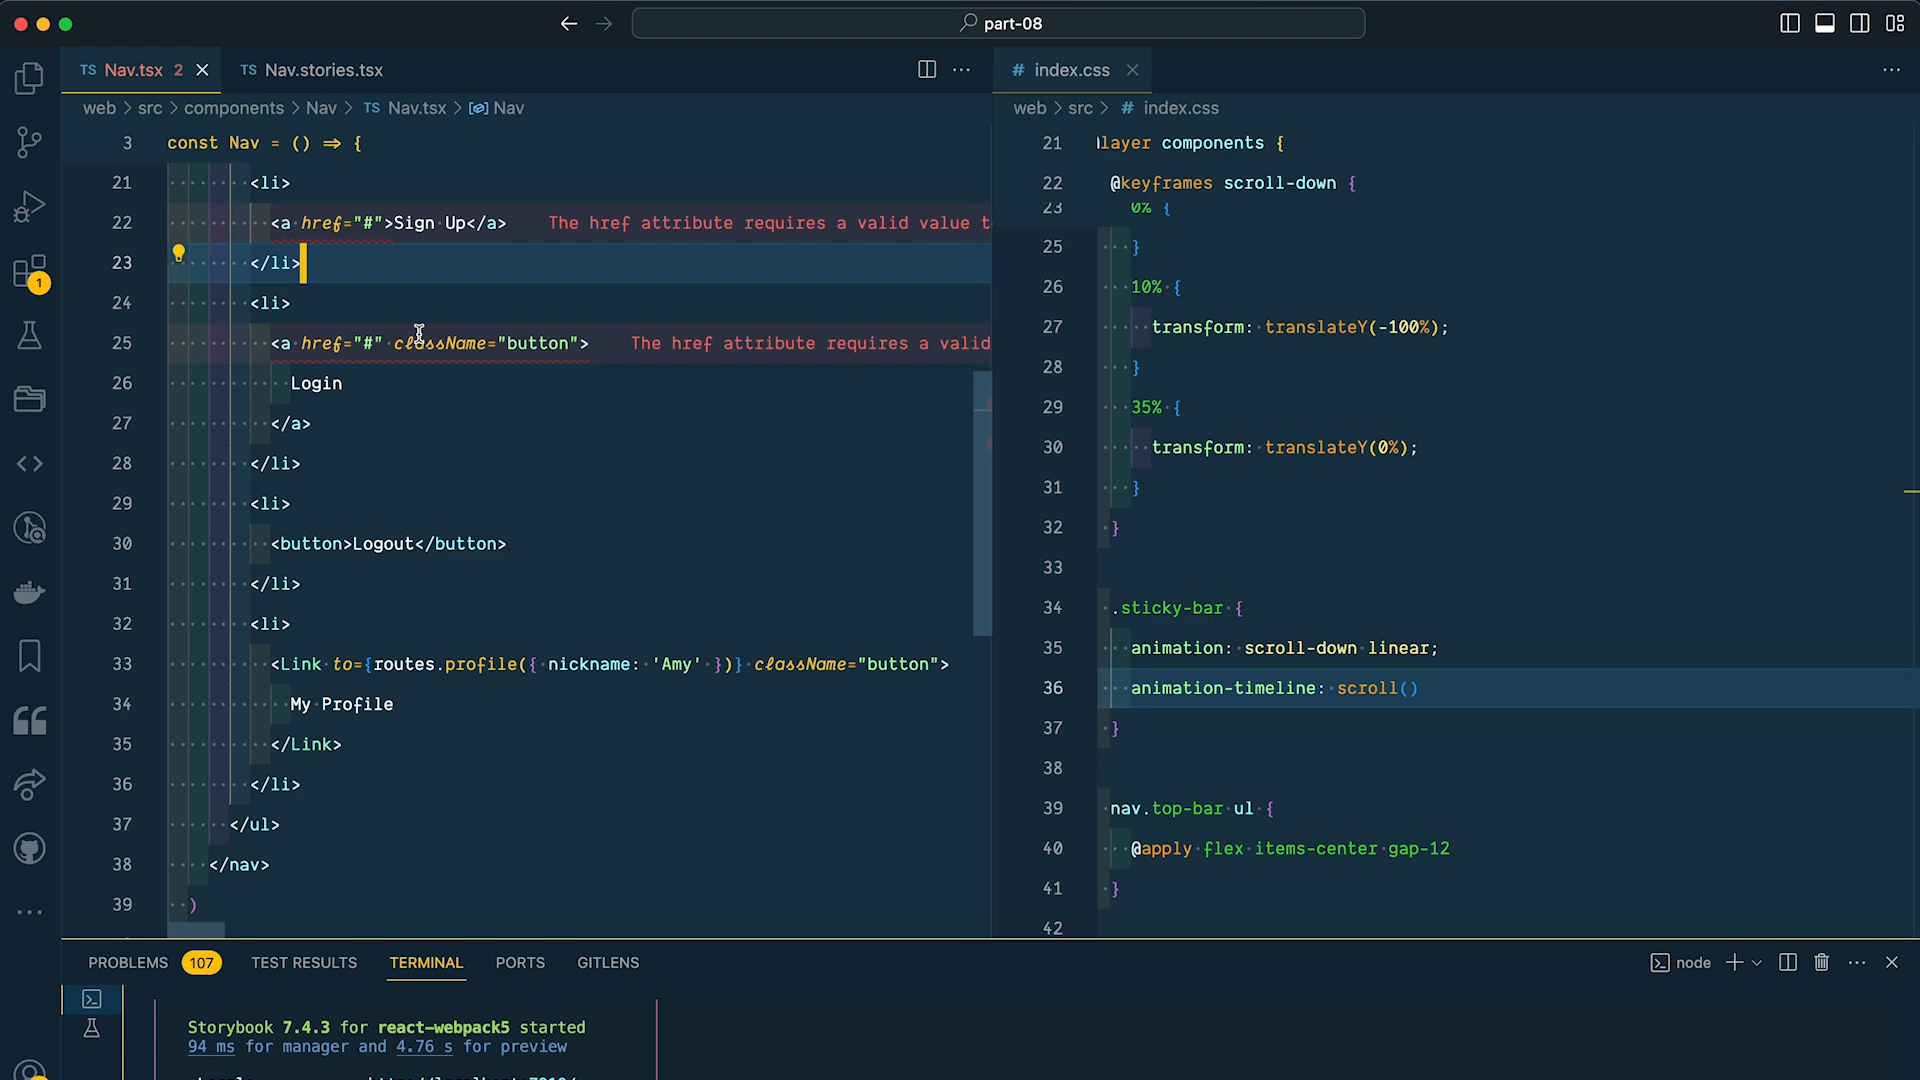 part-08
TS Nav.tsx 2
TS Nav.stories.tsx
# index.css
web > src > components > Nav > TS Nav.tsx > Nav
web > src > # index.css
3 const Nav = () ⇒ {
21 <li>
22 <a href="#">Sign Up</a> The href attribute requires a valid value t
23 </li>
24 <li>
25 <a href="#" className="button"> The href attribute requires a valid
26 Login
27 </a>
28 </li>
29 <li>
30 <button>Logout</button>
31 </li>
32 <li>
33 <Link to={routes.profile({ nickname: 'Amy' })} className="button">
34 My Profile
35 </Link>
36 </li>
37 </ul>
38 </nav>
39 )
21 layer components {
22 @keyframes scroll-down {
23 0% {
25 }
26 10% {
27 transform: translateY(-100%);
28 }
29 35% {
30 transform: translateY(0%);
31 }
32 }
33
34 .sticky-bar {
35 animation: scroll-down linear;
36 animation-timeline: scroll()
37 }
38
39 nav.top-bar ul {
40 @apply flex items-center gap-12
41 }
42
1
PROBLEMS 107 TEST RESULTS TERMINAL PORTS GITLENS
node
Storybook 7.4.3 for react-webpack5 started
94 ms for manager and 4.76 s for preview